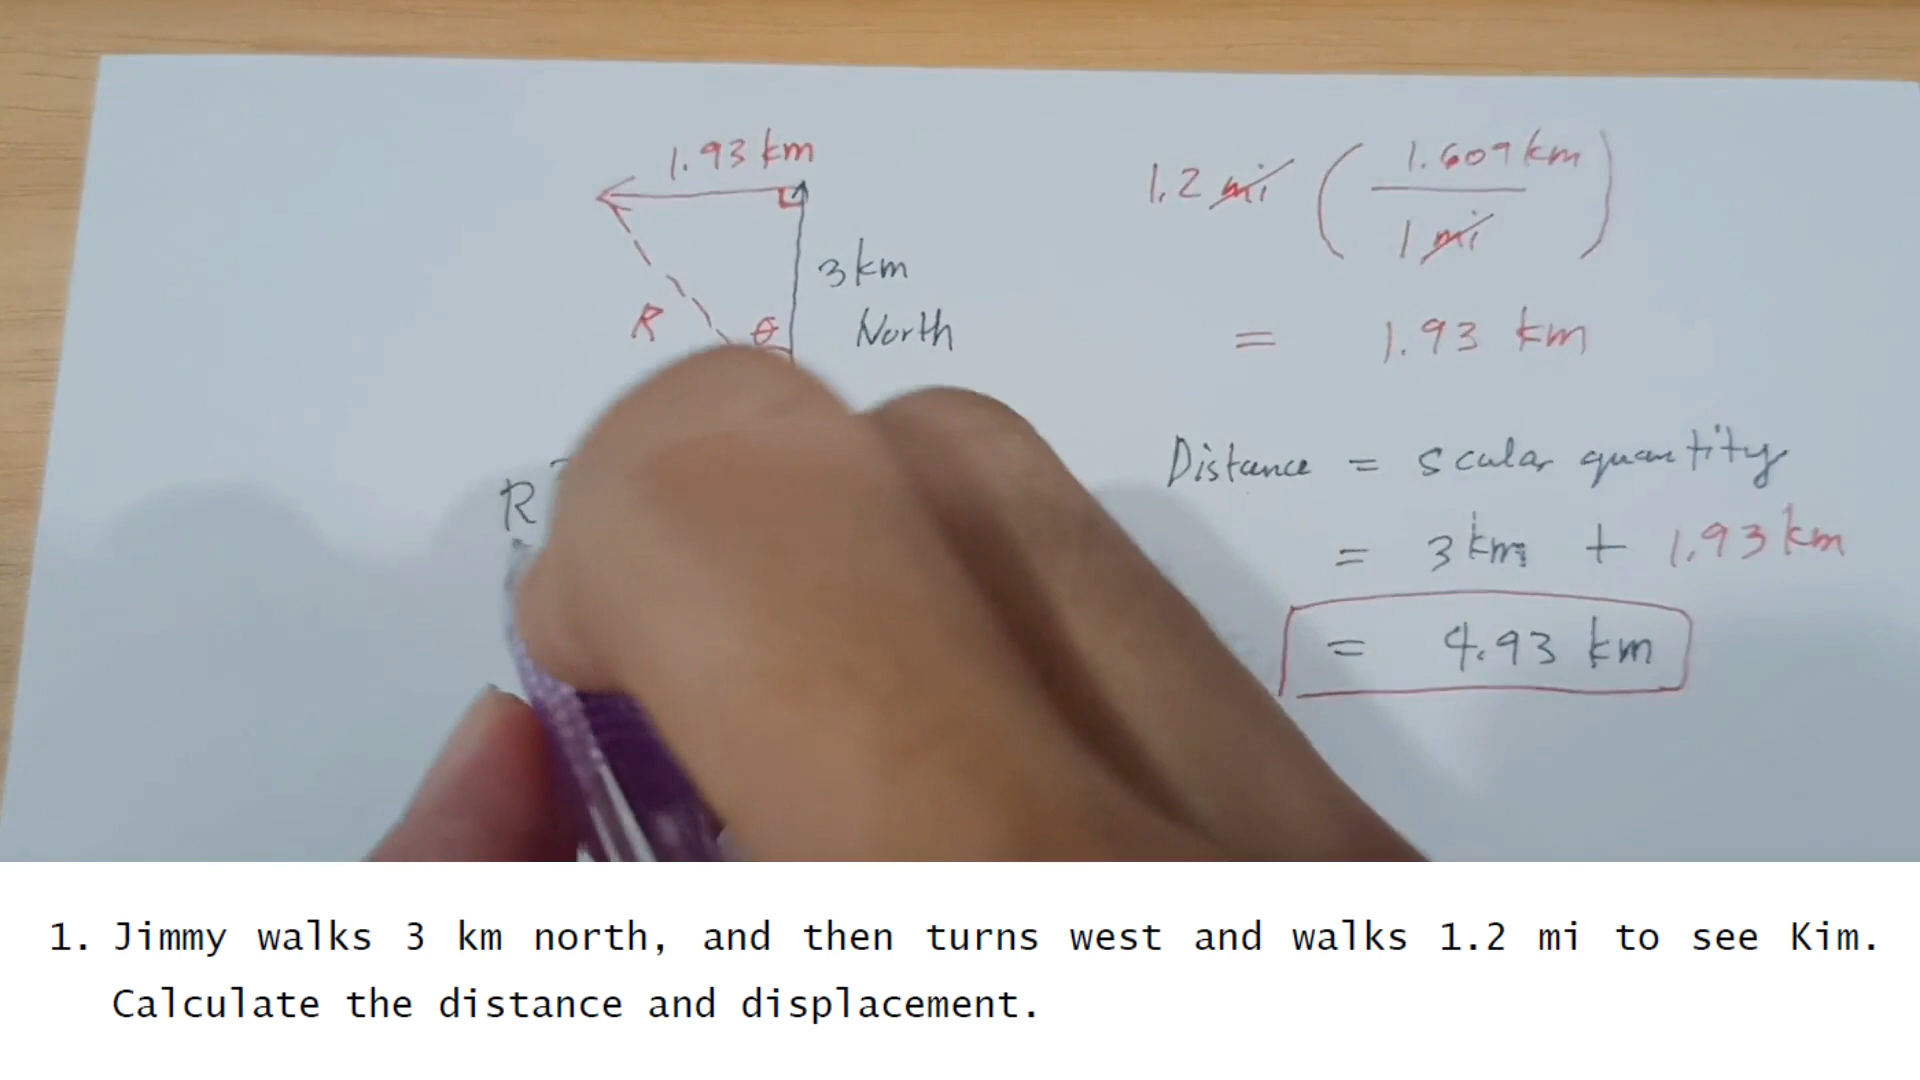 1.93 km
3 km
North
R
θ
R
1.2 mi ( 1.609 km / 1 mi )
= 1.93 km
Distance = scalar quantity
= 3 km + 1.93 km
= 4.93 km
1. Jimmy walks 3 km north, and then turns west and walks 1.2 mi to see Kim.
Calculate the distance and displacement.